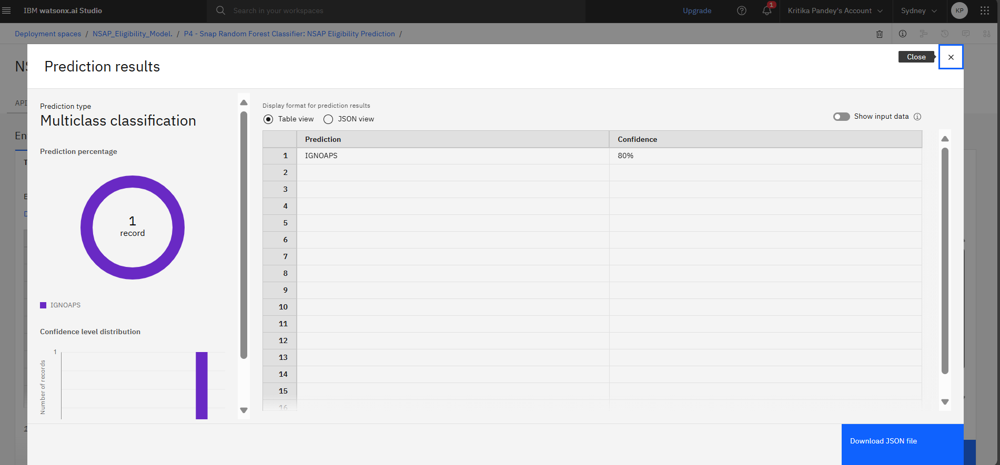 IBM watsonx.ai Studio
Search in your workspaces
Upgrade
1
Kritika Pandey's Account
Sydney
KP
Deployment spaces / NSAP_Eligibility_Model. / P4 - Snap Random Forest Classifier: NSAP Eligibility Prediction /
Prediction results
Close
API
Prediction type
Multiclass classification
Prediction percentage
1
record
IGNOAPS
Confidence level distribution
1
Number of records
Display format for prediction results
Table view
JSON view
Show input data
Prediction Confidence
1 IGNOAPS 80%
2
3
4
5
6
7
8
9
10
11
12
13
14
15
16
Download JSON file